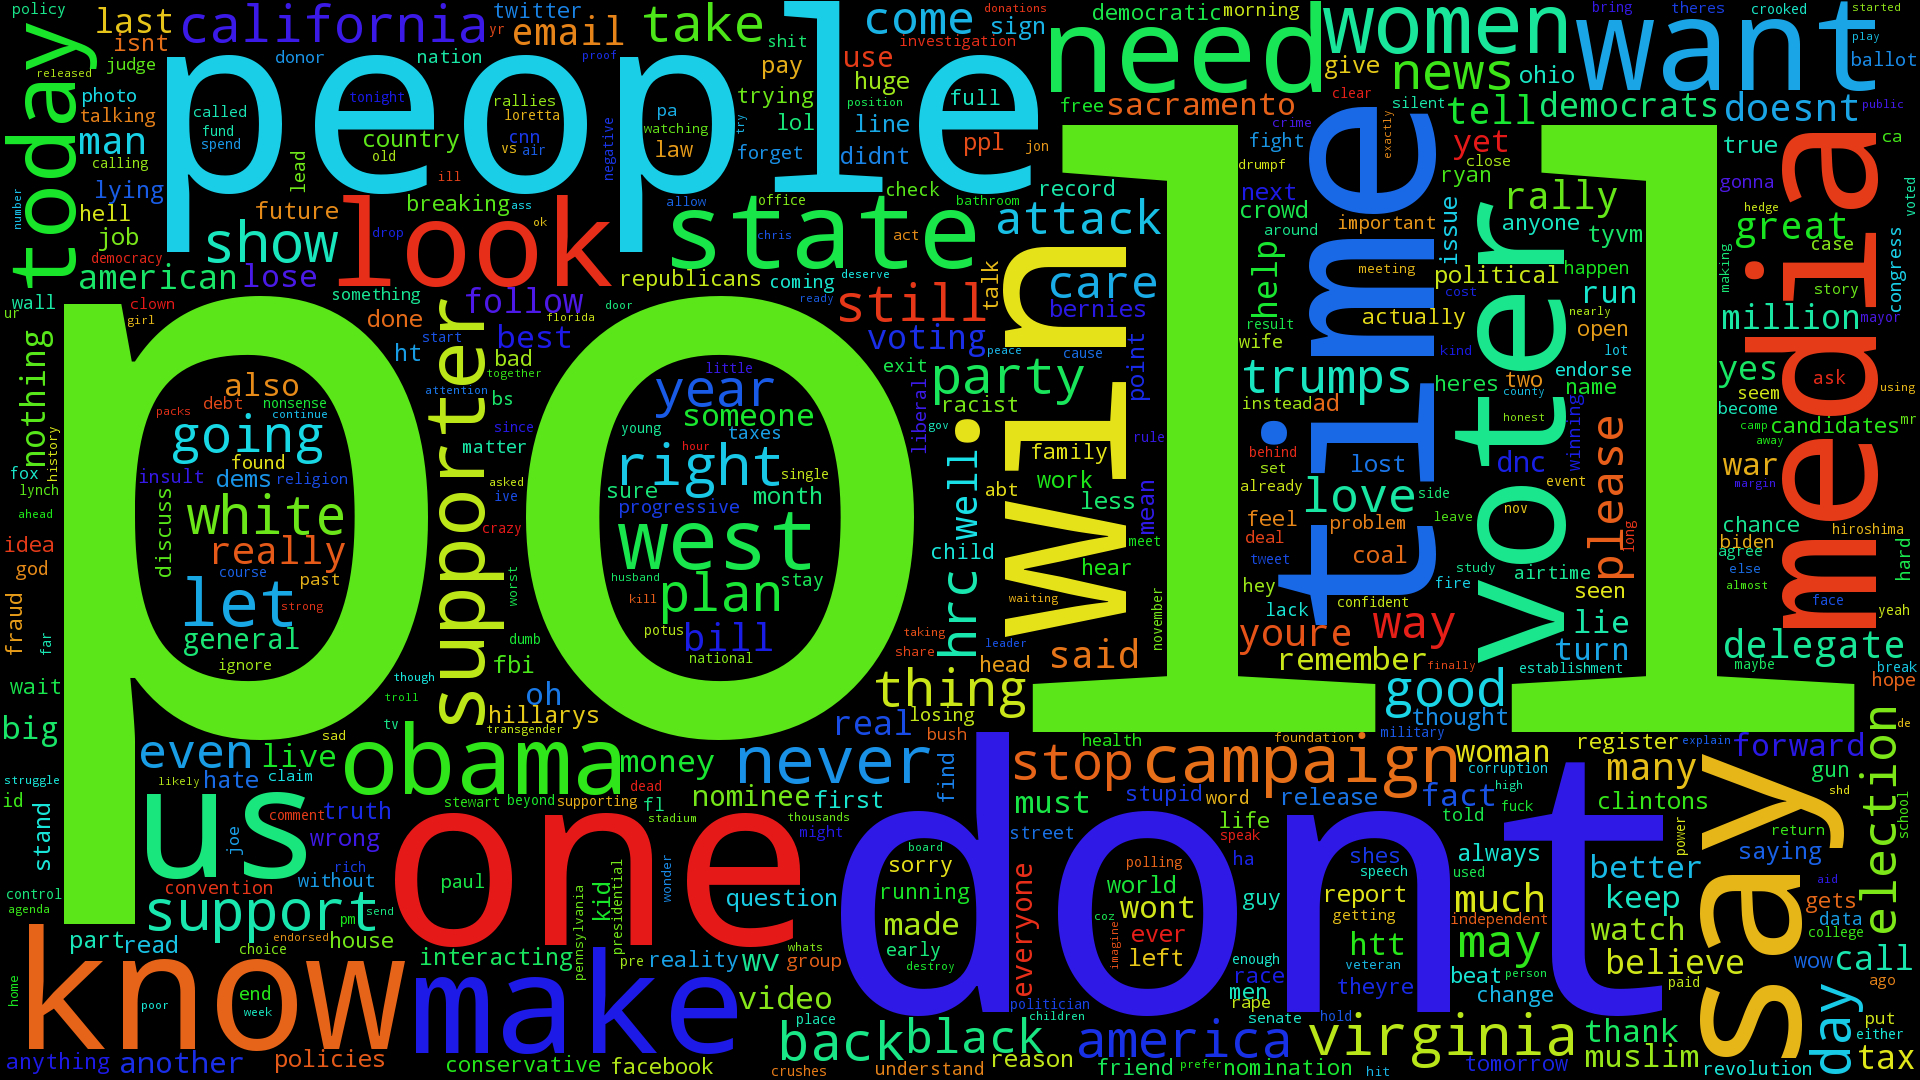 policy
last
california
twitter
yr
email
take
come
donations
sign
democratic
morning
women
bring
theres
crooked
started
want
play
isnt
judge
donor
nation
proof
shit
investigation
use
need
give
news
ohio
ballot
today
released
people
pay
huge
photo
called
tonight
rallies
loretta
pa
trying
position
full
free
sacramento
clear
silent
tell
democrats
doesnt
public
talking
fund
spend
country
cnn
vs
air
watching
try
lol
line
ppl
jon
crime
fight
exactly
yet
true
ca
man
calling
old
law
forget
didnt
drumpf
close
ryan
media
lying
lead
ill
negative
allow
check
record
next
gonna
voted
number
hell
future
breaking
ass
office
bathroom
crowd
important
issue
rally
hedge
job
show
look
drop
ok
state
chris
act
attack
around
anyone
tyvm
great
case
democracy
american
lose
something
follow
republicans
coming
deserve
talk
care
help
meeting
political
happen
making
story
congress
wall
clown
done
door
florida
ready
still
bernies
cost
run
million
mayor
ur
girl
supporter
start
best
voting
win
result
actually
nearly
open
nothing
ht
bad
together
exit
peace
cause
point
wife
kind
lot
time
voter
also
attention
year
little
party
trumps
heres
two
endorse
name
yes
ask
packs
debt
nonsense
continue
bs
someone
liberal
racist
instead
ad
county
honest
seem
become
using
going
since
young
taxes
gov
family
rule
winning
camp
candidates
mr
away
history
found
matter
hour
right
single
well
behind
lost
dnc
please
war
fox
insult
dems
religion
asked
sure
month
abt
work
set
already
side
event
margin
lynch
discuss
white
ive
progressive
less
mean
love
nov
chance
hiroshima
ahead
crazy
west
feel
problem
leave
long
biden
idea
really
child
meet
deal
coal
study
agree
hard
god
course
past
worst
husband
stay
hrc
hear
tweet
fire
airtime
else
let
strong
plan
waiting
hey
confident
seen
almost
fraud
far
general
kill
lack
face
yeah
dumb
potus
bill
taking
november
youre
way
lie
delegate
ignore
fbi
national
share
leader
said
remember
finally
turn
establishment
maybe
break
wait
though
troll
oh
thing
head
good
hope
poll
big
tv
hillarys
transgender
real
losing
bush
thought
sad
military
de
even
live
obama
money
never
health
foundation
woman
register
explain
forward
struggle
likely
hate
claim
dead
find
stop
campaign
corruption
many
gun
id
us
comment
truth
stewart
beyond
supporting
fl
nominee
first
must
stupid
word
release
fact
high
clintons
shd
election
school
stand
joe
wrong
stadium
thousands
might
street
life
speak
told
fuck
power
say
return
saying
one
dont
rich
wonder
board
sorry
polling
ha
shes
speech
always
better
aid
control
convention
without
paul
kid
presidential
question
running
world
guy
report
used
much
keep
gets
agenda
support
pm
send
pennsylvania
made
everyone
coz
wont
getting
independent
data
college
part
read
choice
endorsed
house
interacting
pre
reality
wv
whats
group
early
imagine
ever
left
enough
htt
may
watch
know
make
destroy
race
veteran
beat
person
believe
wow
call
home
end
week
poor
video
politician
men
rape
theyre
change
paid
ago
place
children
senate
hold
day
put
back
black
america
virginia
thank
either
anything
another
policies
conservative
facebook
crushes
understand
reason
friend
prefer
nomination
hit
tomorrow
muslim
revolution
tax